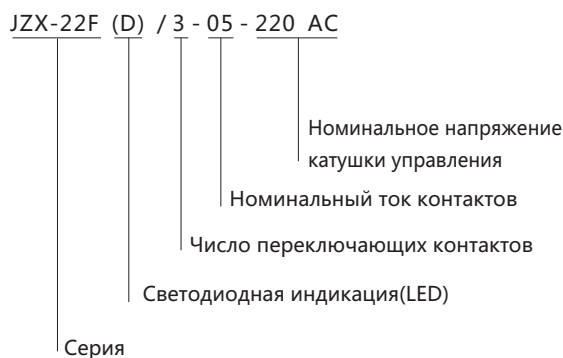 JZX-22F (D) / 3 - 05 - 220 AC
Номинальное напряжение
катушки управления
Номинальный ток контактов
Число переключающих контактов
Светодиодная индикация(LED)
Серия